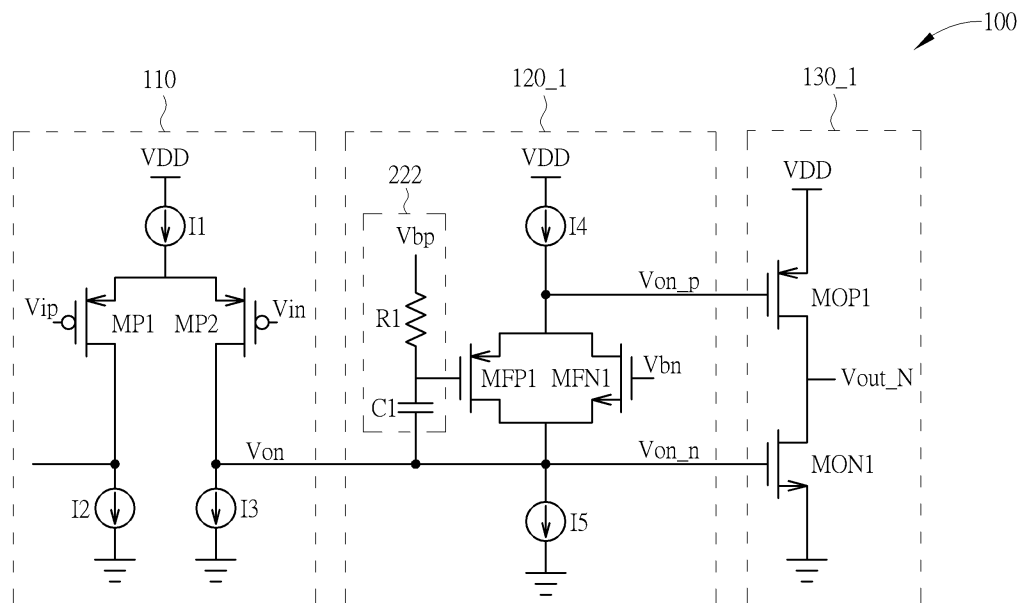 100
110
120_1
130_1
VDD
VDD
VDD
222
I1
I4
Vbp
Von_p
Vip
MP1
MP2
Vin
R1
MOP1
MFP1
MFN1
Vbn
Vout_N
C1
Von
Von_n
MON1
I2
I3
I5